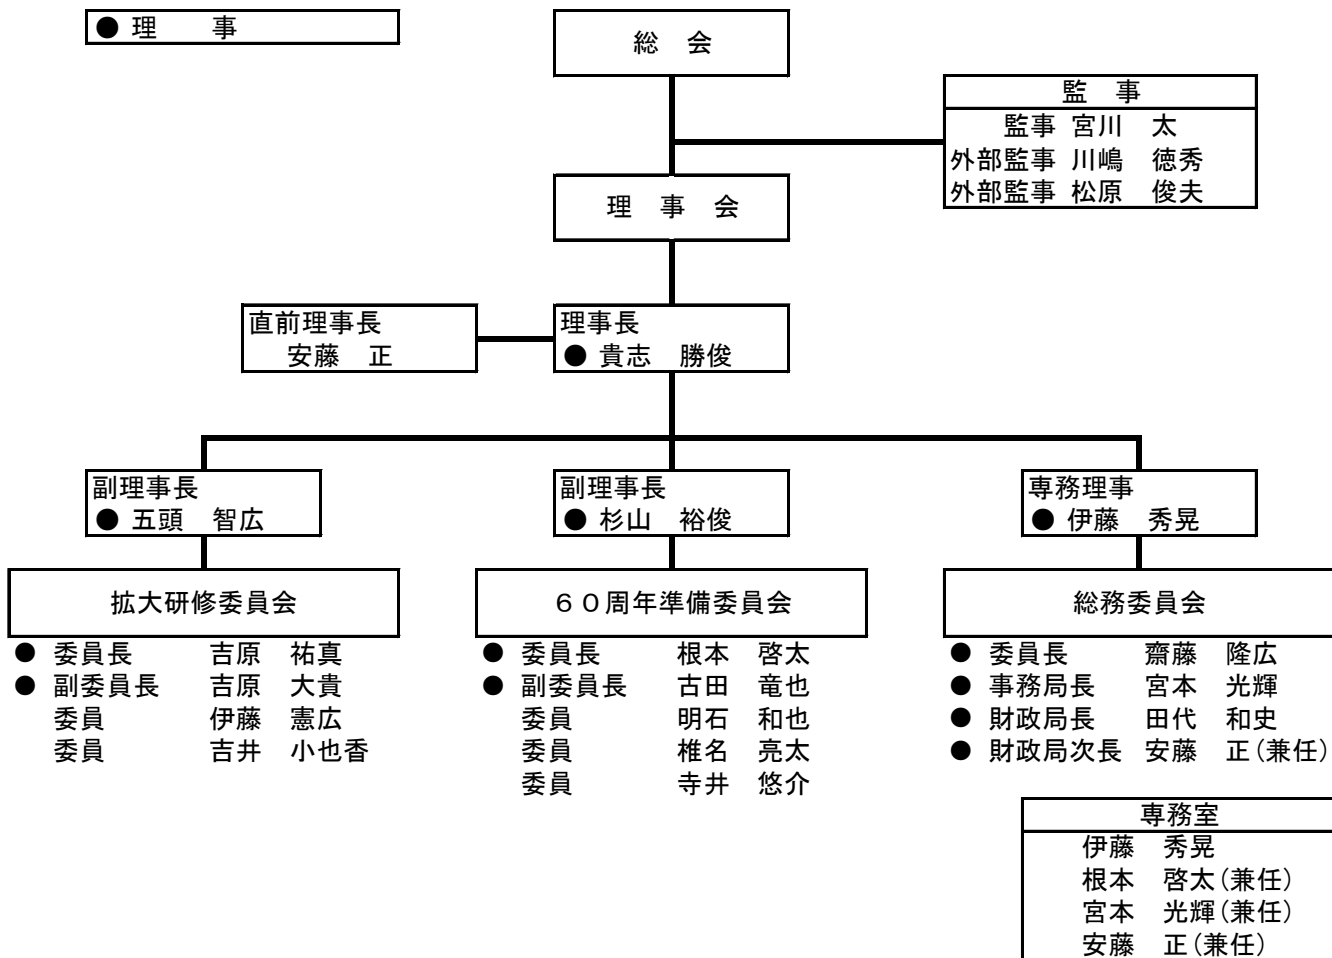 ● 理　　事
総　会
監　事
監事 宮川　太
外部監事 川嶋　徳秀
外部監事 松原　俊夫
理　事　会
直前理事長
安藤　正
理事長
● 貴志　勝俊
副理事長
● 五頭　智広
副理事長
● 杉山　裕俊
専務理事
● 伊藤　秀晃
拡大研修委員会
● 委員長　吉原　祐真
● 副委員長　吉原　大貴
委員　伊藤　憲広
委員　吉井　小也香
６０周年準備委員会
● 委員長　根本　啓太
● 副委員長　古田　竜也
委員　明石　和也
委員　椎名　亮太
委員　寺井　悠介
総務委員会
● 委員長　齋藤　隆広
● 事務局長　宮本　光輝
● 財政局長　田代　和史
● 財政局次長　安藤　正(兼任)
専務室
伊藤　秀晃
根本　啓太(兼任)
宮本　光輝(兼任)
安藤　正(兼任)